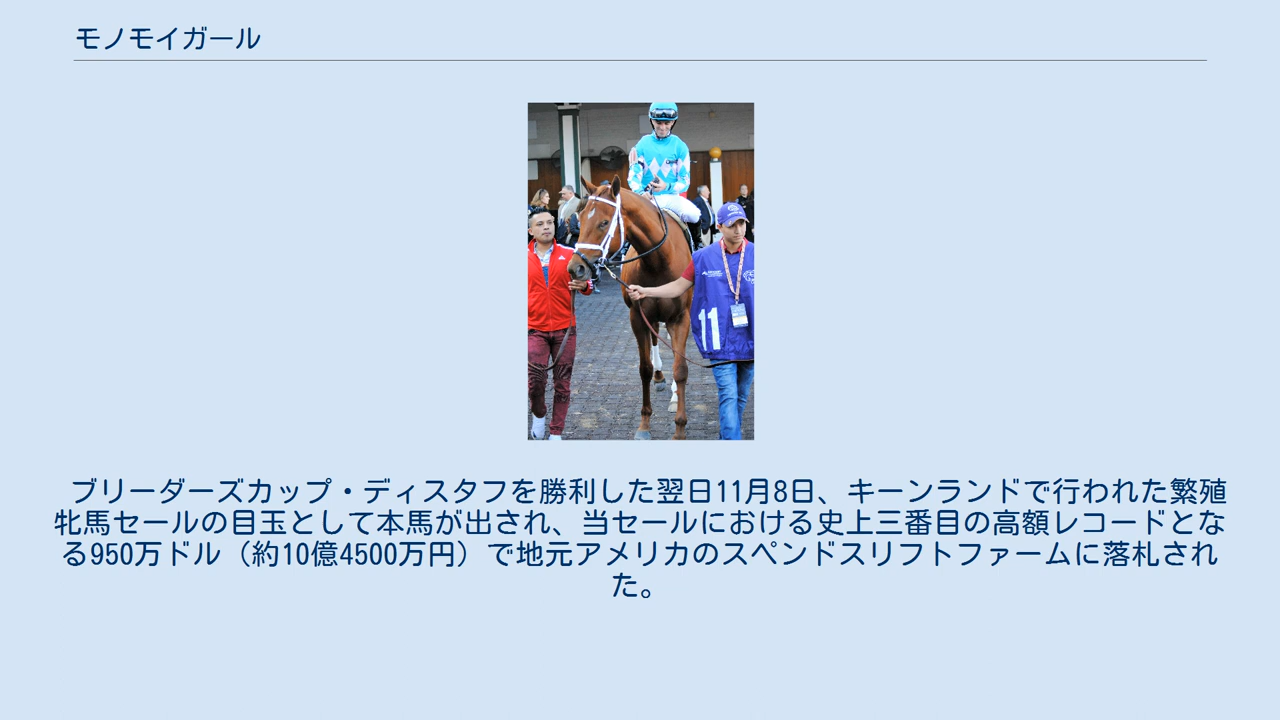 モノモイガール
11
ブリーダーズカップ・ディスタフを勝利した翌日11月8日、キーンランドで行われた繁殖
牝馬セールの目玉として本馬が出され、当セールにおける史上三番目の高額レコードとな
る950万ドル（約10億4500万円）で地元アメリカのスペンドスリフトファームに落札され
た。